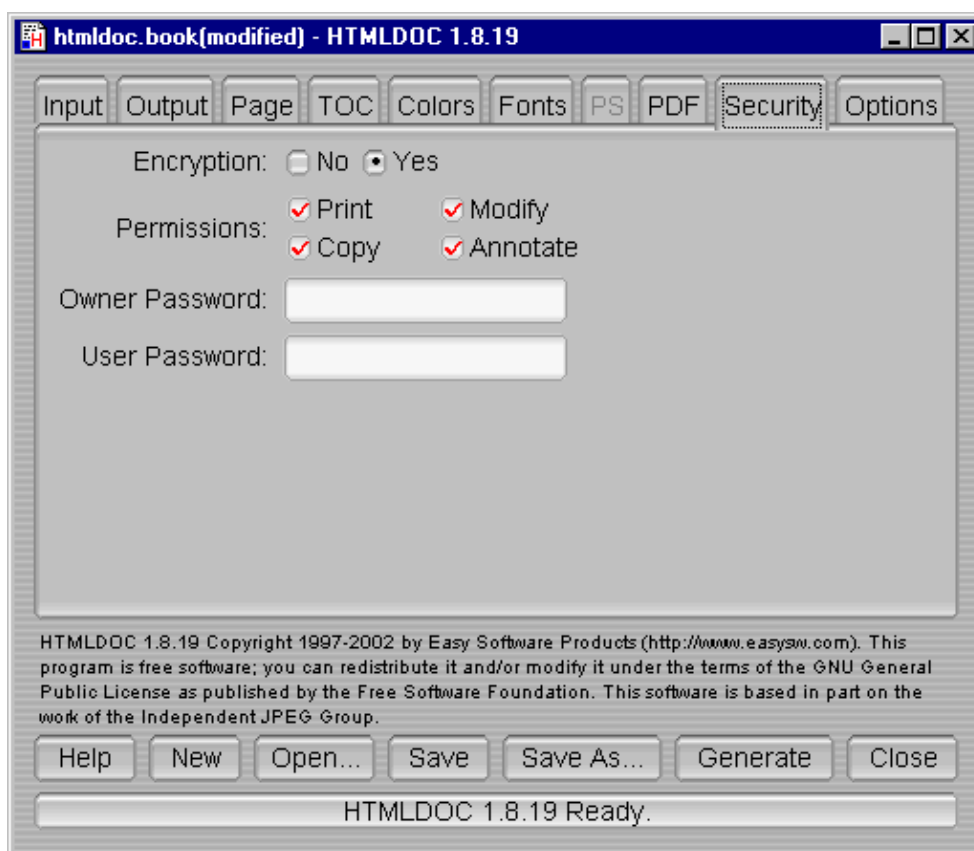 htmldoc.book(modified) - HTMLDOC 1.8.19
Input Output Page TOC Colors Fonts PS PDF Security Options
Encryption: No Yes
Permissions: Print Modify
Copy Annotate
Owner Password:
User Password:
HTMLDOC 1.8.19 Copyright 1997-2002 by Easy Software Products (http://www.easysw.com). This
program is free software; you can redistribute it and/or modify it under the terms of the GNU General
Public License as published by the Free Software Foundation. This software is based in part on the
work of the Independent JPEG Group.
Help New Open... Save Save As... Generate Close
HTMLDOC 1.8.19 Ready.